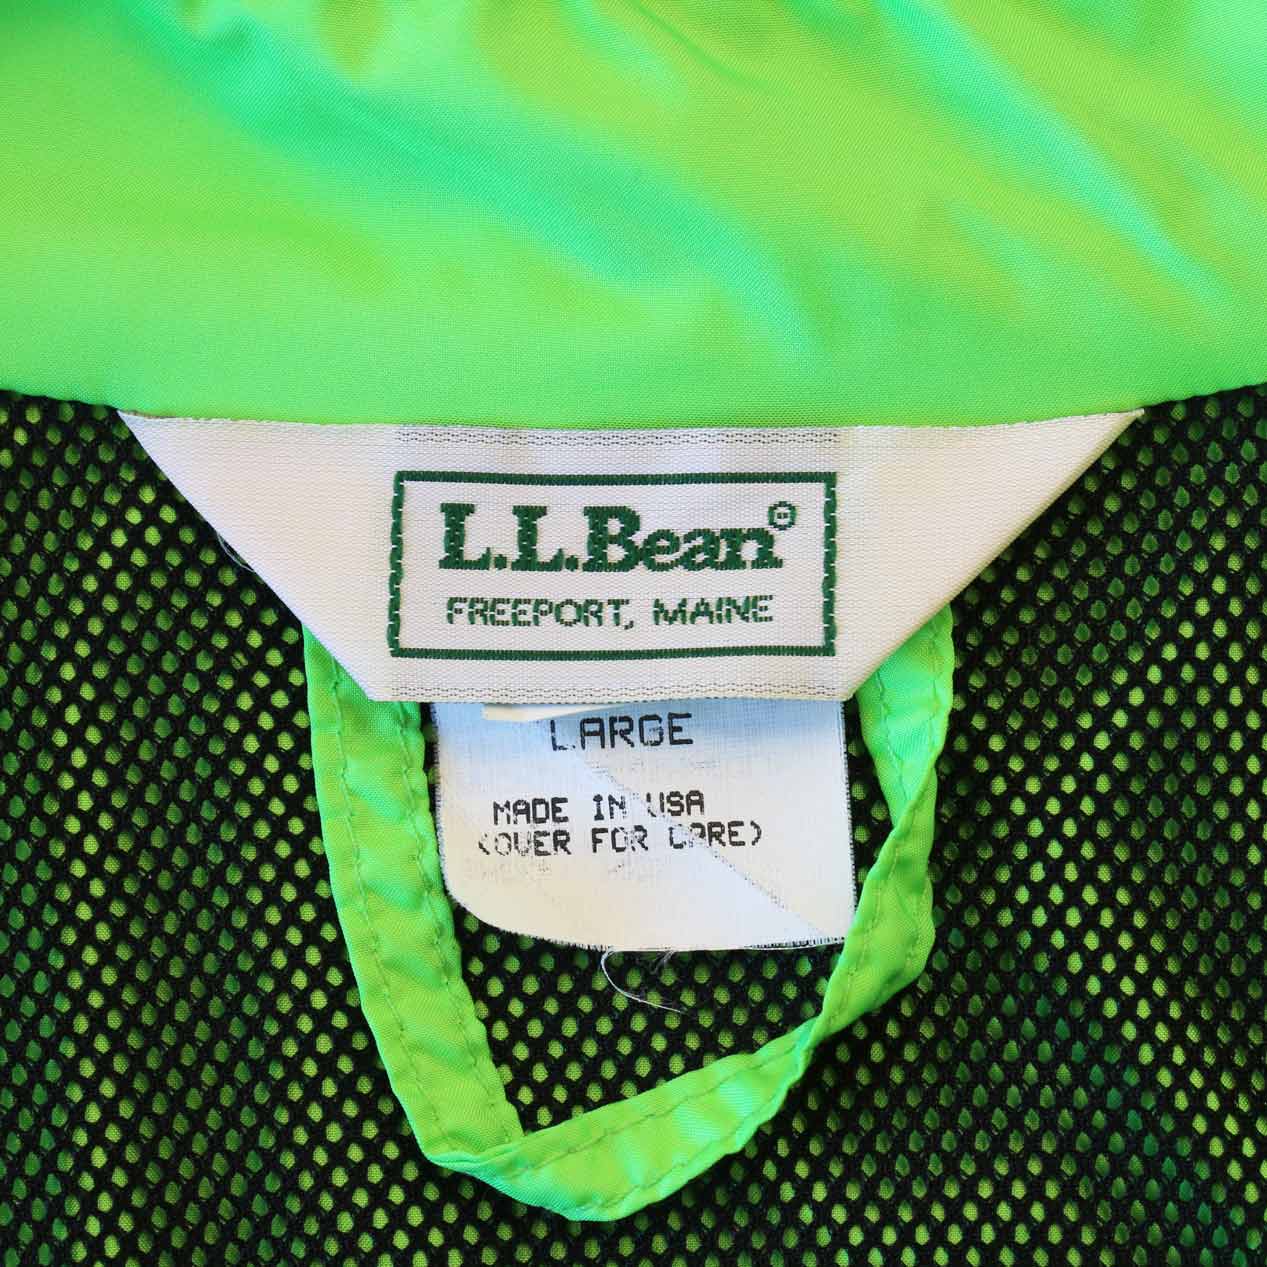 L.L.Bean®
FREEPORT, MAINE
LARGE
MADE IN USA
(OVER FOR CARE)